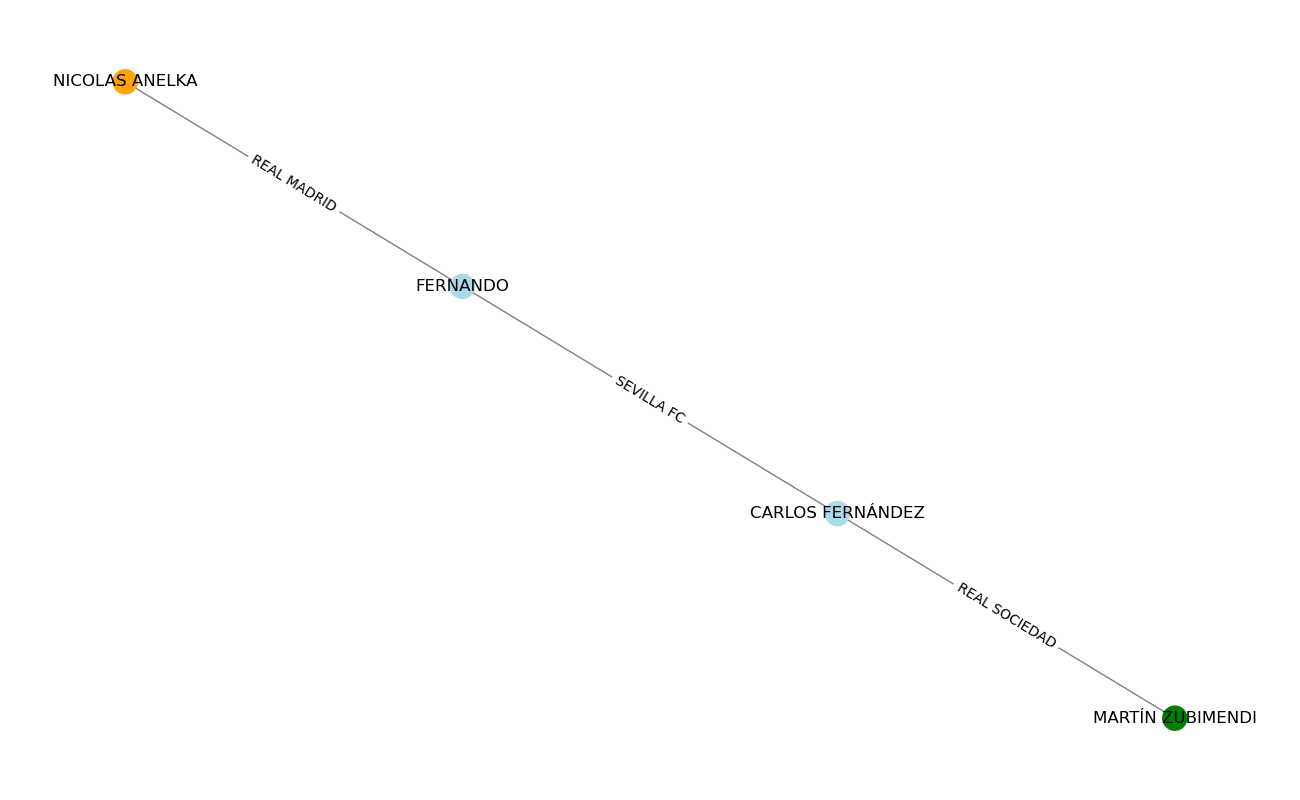 NICOLAS ANELKA
REAL MADRID
FERNANDO
SEVILLA FC
CARLOS FERNÁNDEZ
REAL SOCIEDAD
MARTÍN ZUBIMENDI